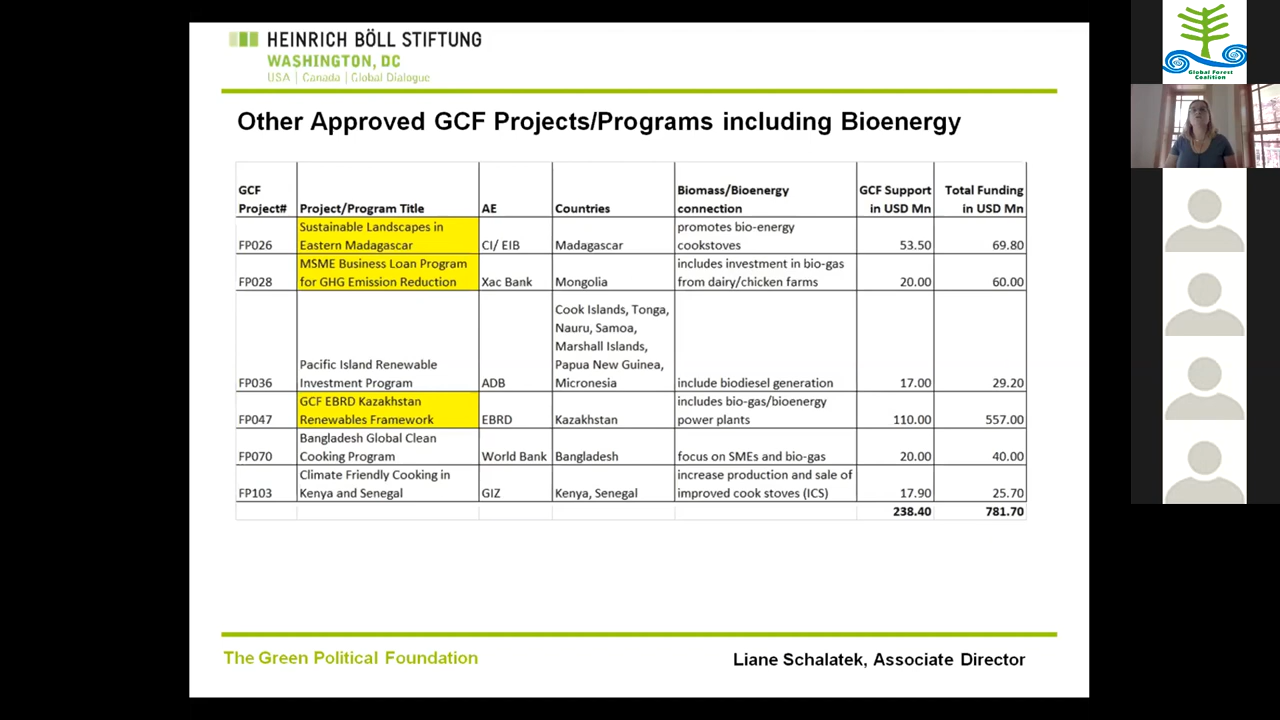 HEINRICH BÖLL STIFTUNG
WASHINGTON, DC
USA | Canada | Global Dialogue
Other Approved GCF Projects/Programs including Bioenergy
GCF Project# Project/Program Title AE Countries Biomass/Bioenergy connection GCF Support in USD Mn Total Funding in USD Mn
FP026 Sustainable Landscapes in Eastern Madagascar CI/ EIB Madagascar promotes bio-energy cookstoves 53.50 69.80
FP028 MSME Business Loan Program for GHG Emission Reduction Xac Bank Mongolia includes investment in bio-gas from dairy/chicken farms 20.00 60.00
FP036 Pacific Island Renewable Investment Program ADB Cook Islands, Tonga, Nauru, Samoa, Marshall Islands, Papua New Guinea, Micronesia include biodiesel generation 17.00 29.20
FP047 GCF EBRD Kazakhstan Renewables Framework EBRD Kazakhstan includes bio-gas/bioenergy power plants 110.00 557.00
FP070 Bangladesh Global Clean Cooking Program World Bank Bangladesh focus on SMEs and bio-gas 20.00 40.00
FP103 Climate Friendly Cooking in Kenya and Senegal GIZ Kenya, Senegal increase production and sale of improved cook stoves (ICS) 17.90 25.70
238.40 781.70
The Green Political Foundation
Liane Schalatek, Associate Director
Global Forest
Coalition